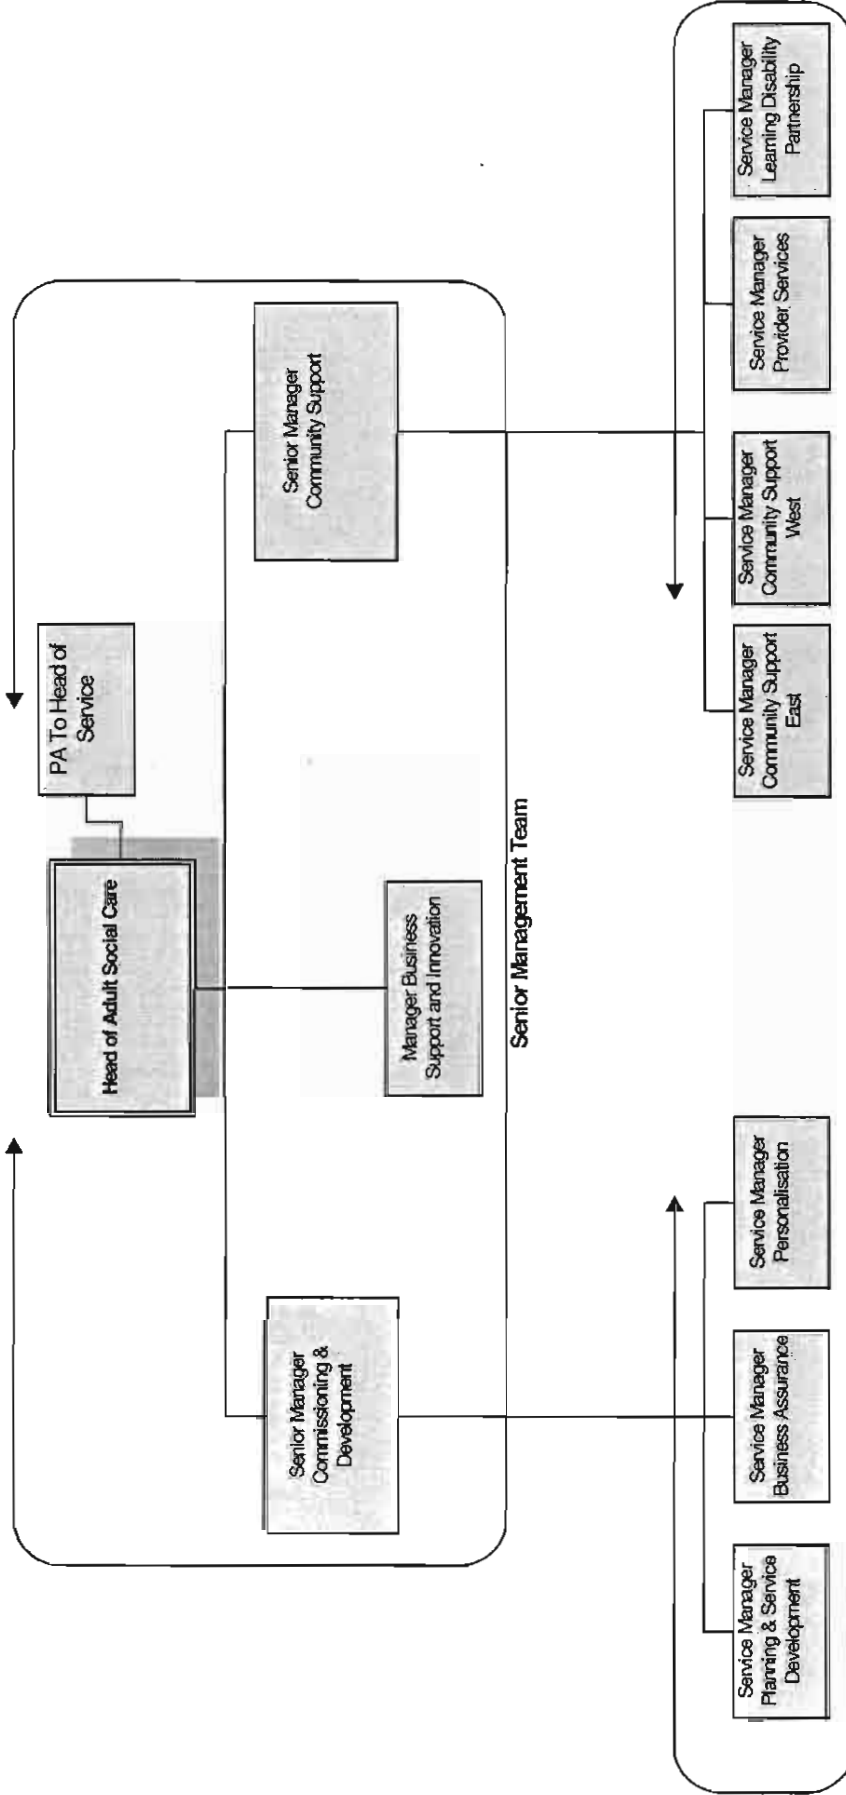 Head of Adult Social Care
PA To Head of
Service
Senior Manager
Commissioning &
Development
Manager Business
Support and Innovation
Senior Manager
Community Support
Senior Management Team
Service Manager
Planning & Service
Development
Service Manager
Business Assurance
Service Manager
Personalisation
Service Manager
Community Support
East
Service Manager
Community Support
West
Service Manager
Provider Services
Service Manager
Learning Disability
Partnership